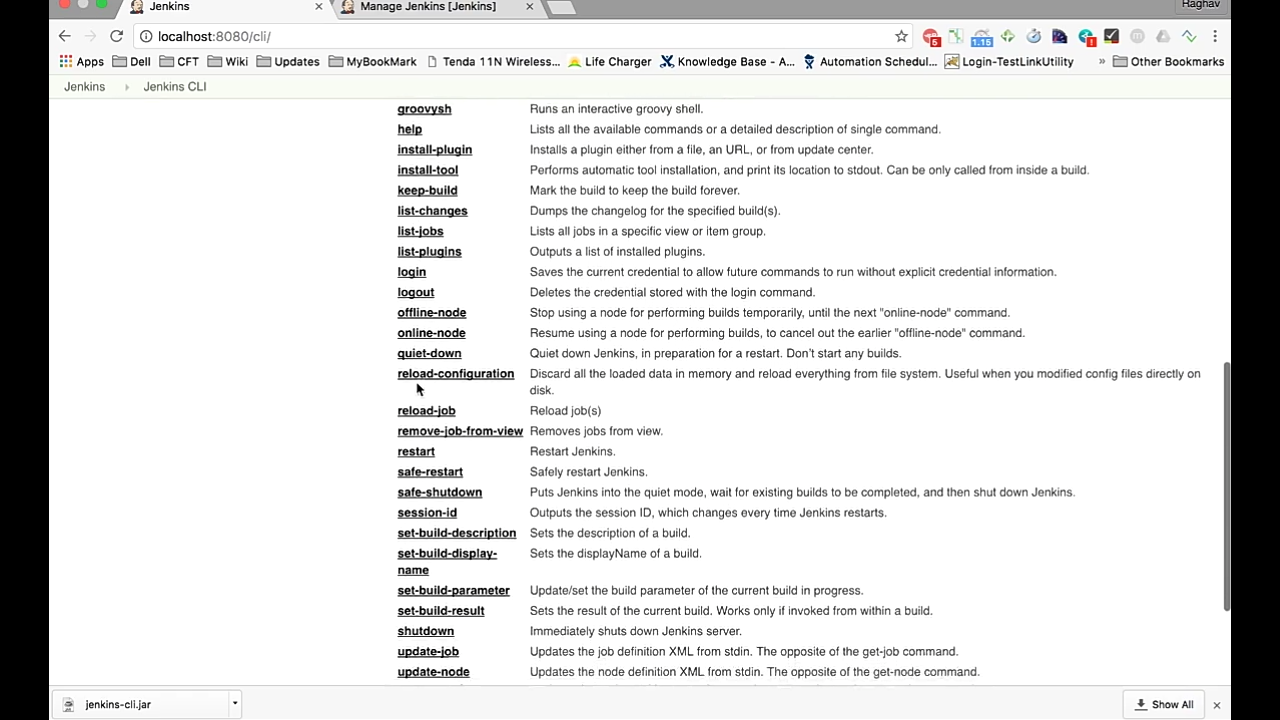 Jenkins
Manage Jenkins [Jenkins]
Raghav
localhost:8080/cli/
5
1.15
!
Apps Dell CFT Wiki Updates MyBookMark Tenda 11N Wireless... Life Charger Knowledge Base - A... Automation Schedul... Login-TestLinkUtility » Other Bookmarks
Jenkins Jenkins CLI
groovysh Runs an interactive groovy shell.
help Lists all the available commands or a detailed description of single command.
install-plugin Installs a plugin either from a file, an URL, or from update center.
install-tool Performs automatic tool installation, and print its location to stdout. Can be only called from inside a build.
keep-build Mark the build to keep the build forever.
list-changes Dumps the changelog for the specified build(s).
list-jobs Lists all jobs in a specific view or item group.
list-plugins Outputs a list of installed plugins.
login Saves the current credential to allow future commands to run without explicit credential information.
logout Deletes the credential stored with the login command.
offline-node Stop using a node for performing builds temporarily, until the next "online-node" command.
online-node Resume using a node for performing builds, to cancel out the earlier "offline-node" command.
quiet-down Quiet down Jenkins, in preparation for a restart. Don't start any builds.
reload-configuration Discard all the loaded data in memory and reload everything from file system. Useful when you modified config files directly on
disk.
reload-job Reload job(s)
remove-job-from-view Removes jobs from view.
restart Restart Jenkins.
safe-restart Safely restart Jenkins.
safe-shutdown Puts Jenkins into the quiet mode, wait for existing builds to be completed, and then shut down Jenkins.
session-id Outputs the session ID, which changes every time Jenkins restarts.
set-build-description Sets the description of a build.
set-build-display- Sets the displayName of a build.
name
set-build-parameter Update/set the build parameter of the current build in progress.
set-build-result Sets the result of the current build. Works only if invoked from within a build.
shutdown Immediately shuts down Jenkins server.
update-job Updates the job definition XML from stdin. The opposite of the get-job command.
update-node Updates the node definition XML from stdin. The opposite of the get-node command.
jenkins-cli.jar
Show All